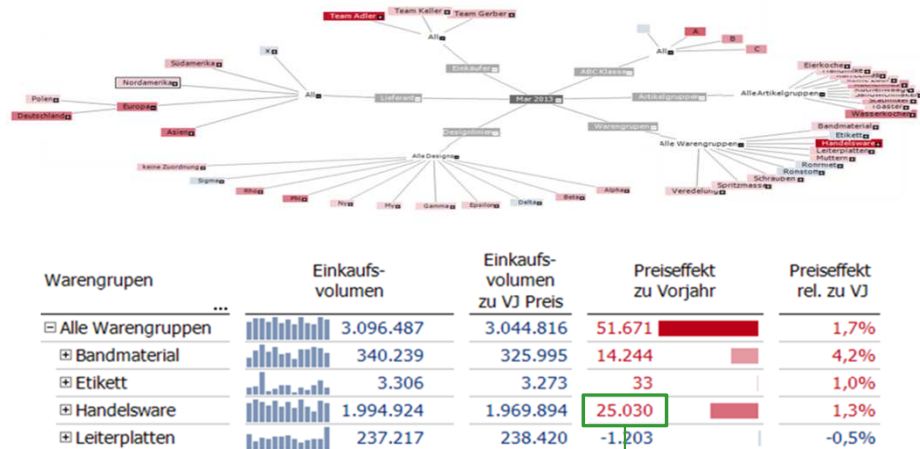 Team Adler
Team Keller
Team Gerber
All
Einkäufer
A
B
C
All
ABC Klasse
X
Südamerika
Nordamerika
All
Lieferant
Mar 2013
Artikelgruppen
AlleArtikelgruppen
Eierkocher
Toaster
Wasserkocher
Polen
Europa
Deutschland
Asien
Designlinien
Warengruppen
Alle Warengruppen
Bandmaterial
Etikett
Handelsware
Leiterplatten
Muttern
Schrauben
Spritzmasse
Veredelung
Alle Designs
keine Zuordnung
Sigma
Rho
Phi
Ny
My
Gamma
Epsilon
Delta
Beta
Alpha
Warengrupen
...
Einkaufs-
volumen
Einkaufs-
volumen
zu VJ Preis
Preiseffekt
zu Vorjahr
Preiseffekt
rel. zu VJ
Alle Warengruppen 3.096.487 3.044.816 51.671 1,7%
Bandmaterial 340.239 325.995 14.244 4,2%
Etikett 3.306 3.273 33 1,0%
Handelsware 1.994.924 1.969.894 25.030 1,3%
Leiterplatten 237.217 238.420 -1.203 -0,5%